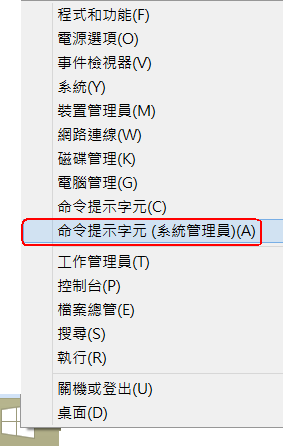 程式和功能(F)
電源選項(O)
事件檢視器(V)
系統(Y)
裝置管理員(M)
網路連線(W)
磁碟管理(K)
電腦管理(G)
命令提示字元(C)
命令提示字元 (系統管理員)(A)
工作管理員(T)
控制台(P)
檔案總管(E)
搜尋(S)
執行(R)
關機或登出(U)
桌面(D)